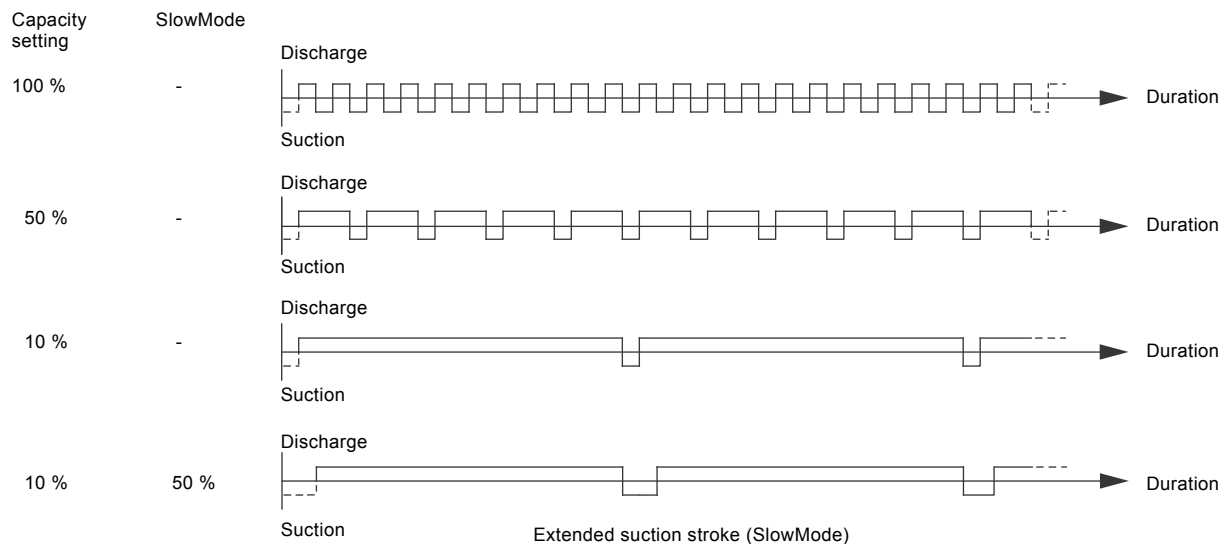 Capacity
setting
SlowMode
Discharge
100 %
-
Duration
Suction
Discharge
50 %
-
Duration
Suction
Discharge
10 %
-
Duration
Suction
Discharge
10 %
50 %
Duration
Suction
Extended suction stroke (SlowMode)